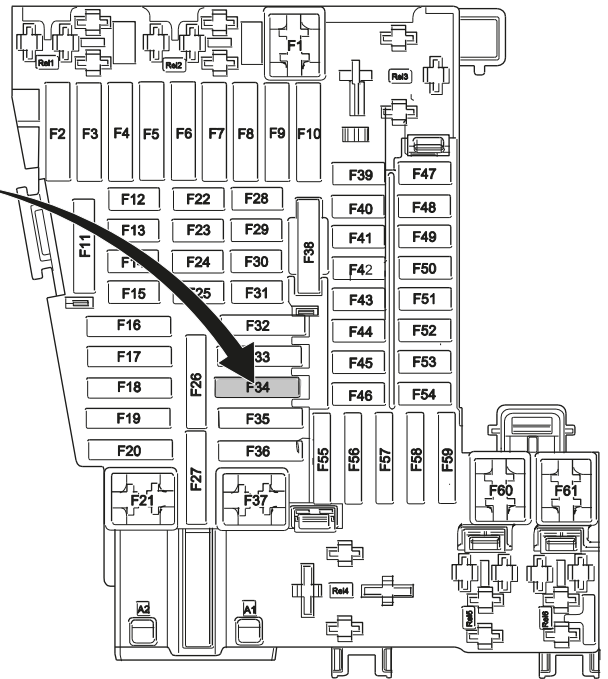 F1
Rel1 Rel2 Rel3
F2 F3 F4 F5 F6 F7 F8 F9 F10
F39 F47
F12 F22 F28
F40 F48
F11 F13 F23 F29 F38 F41 F49
F24 F30 F42 F50
F15 F25 F31 F43 F51
F16 F32 F44 F52
F17 F33 F45 F53
F18 F26 F34 F46 F54
F19 F35
F20 F36 F55 F56 F57 F58 F59
F27
F21 F37 F60 F61
Rel4
A2 A1 Rel5 Rel6